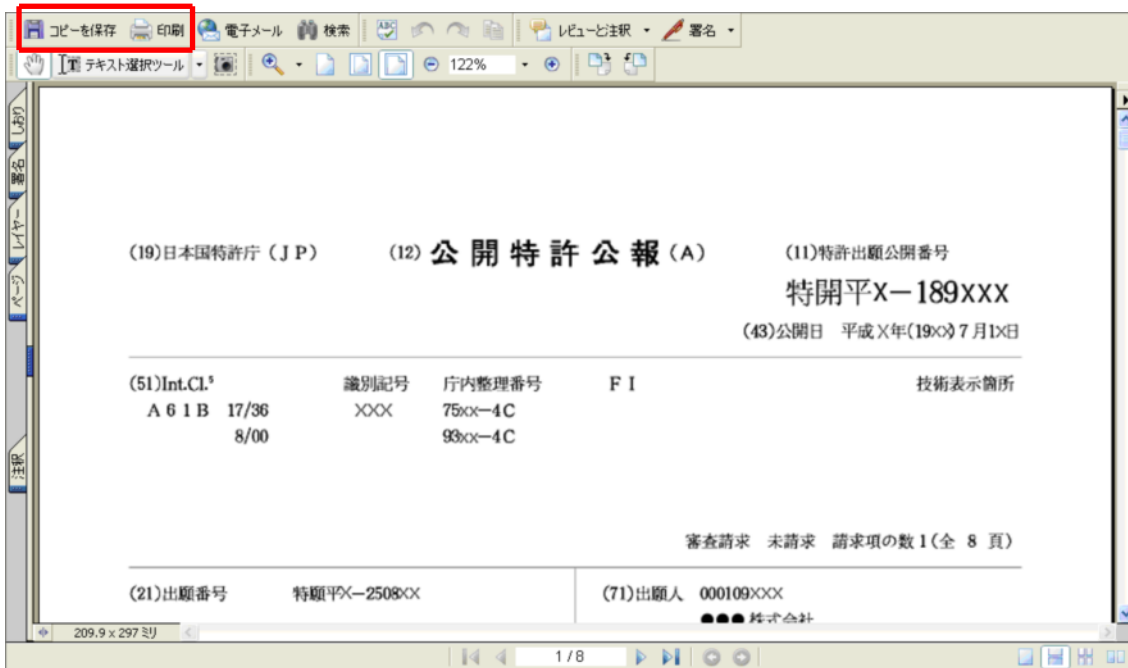 コピーを保存 印刷 電子メール 検索 レビューと注釈 署名
テキスト選択ツール 122%
しおり
署名
レイヤー
ページ
注釈
(19)日本国特許庁(JP) (12)公開特許公報(A) (11)特許出願公開番号
特開平X-189XXX
(43)公開日 平成X年(19XX)7月1X日
(51)Int.Cl.⁵ 識別記号 庁内整理番号 FI 技術表示箇所
A61B 17/36 XXX 75xx-4C
8/00 93xx-4C
審査請求 未請求 請求項の数1(全 8 頁)
(21)出願番号 特願平X-2508XX (71)出願人 000109XXX
●●●株式会社
209.9 x 297 ミリ
1/8